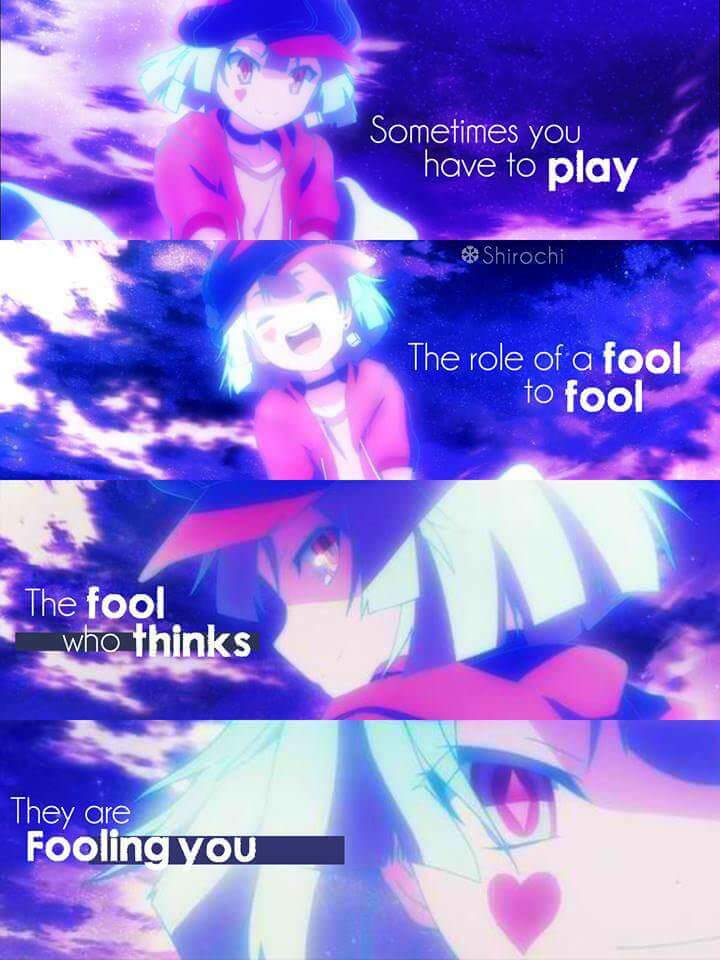 Sometimes you
have to play
Shirochi
The role of a fool
to fool
The fool
who thinks
They are
Fooling you